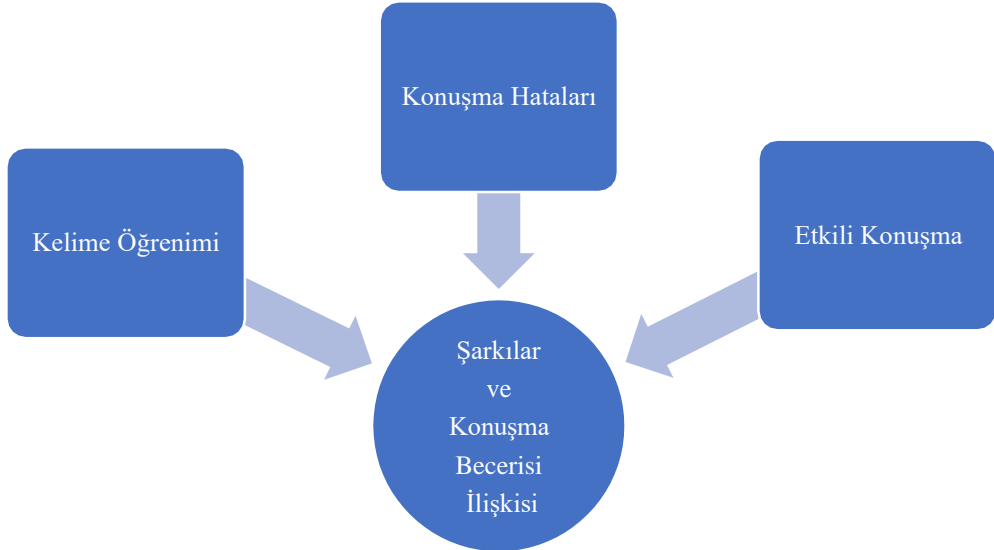 Konuşma Hataları
Kelime Öğrenimi
Etkili Konuşma
Şarkılar
ve
Konuşma
Becerisi
İlişkisi